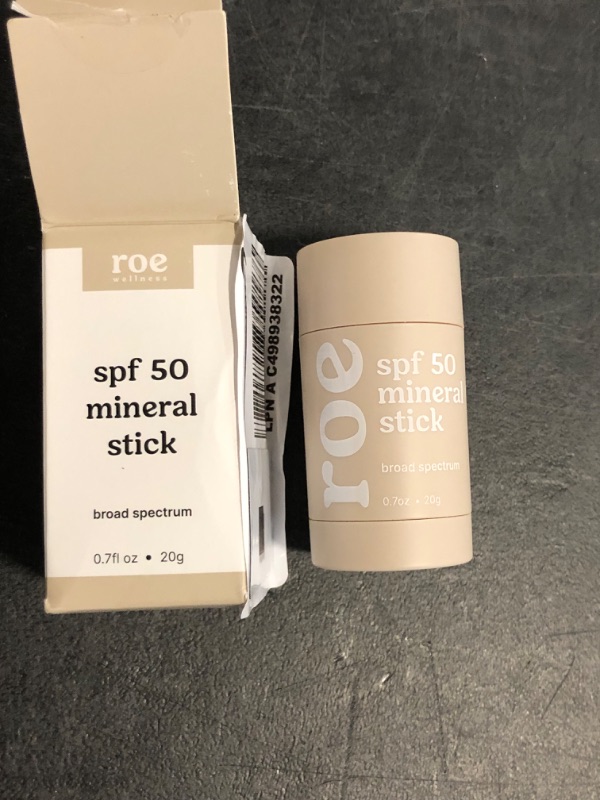 roe
wellness
spf 50
mineral
stick
broad spectrum
0.7fl oz • 20g
LPN A C498938322
roe
spf 50
mineral
stick
broad spectrum
0.7oz • 20g